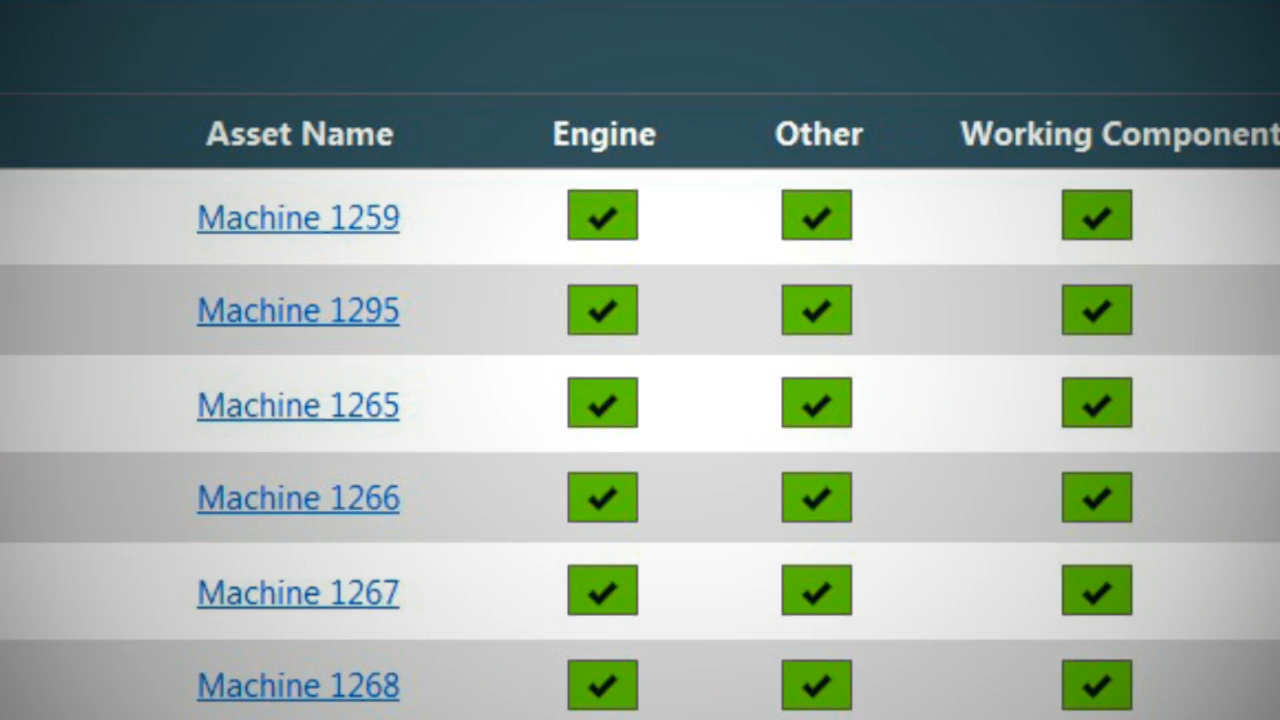 Asset Name Engine Other Working Component
Machine 1259
Machine 1295
Machine 1265
Machine 1266
Machine 1267
Machine 1268